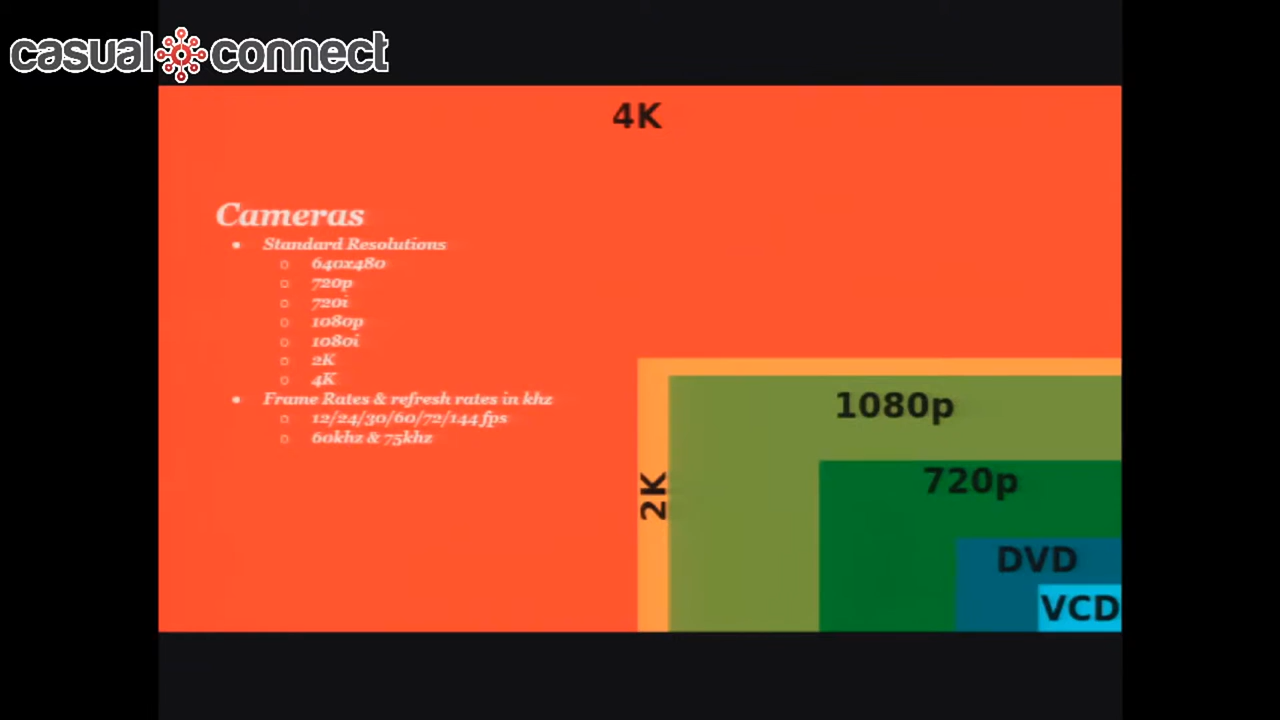 casual connect
4K
Cameras
• Standard Resolutions
o 640x480
o 720p
o 720i
o 1080p
o 1080i
o 2K
o 4K
• Frame Rates & refresh rates in khz
o 12/24/30/60/72/144 fps
o 60khz & 75khz
1080p
2K
720p
DVD
VCD